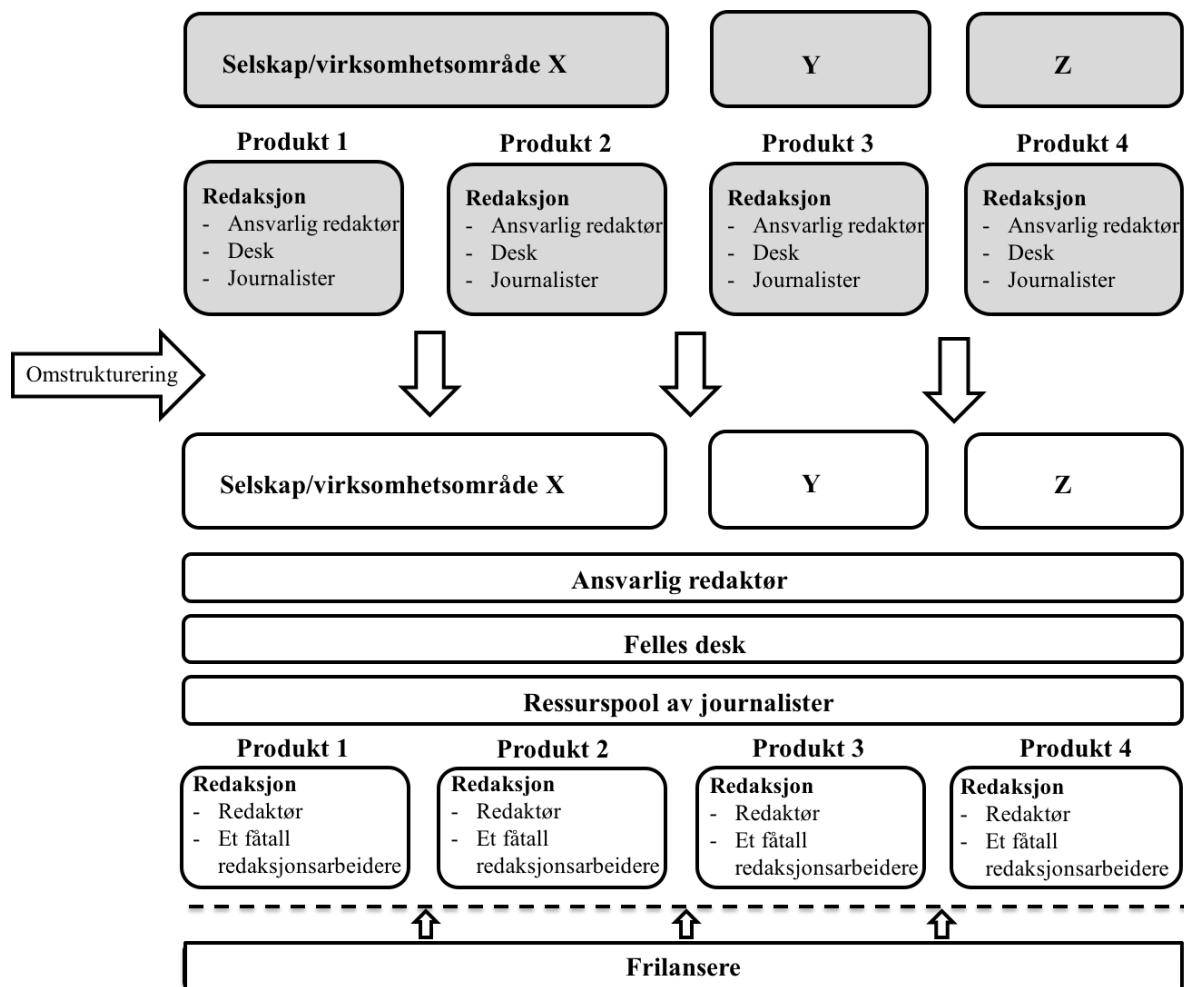 Selskap/virksomhetsområde X
Y
Z
Produkt 1
Produkt 2
Produkt 3
Produkt 4
Redaksjon
- Ansvarlig redaktør
- Desk
- Journalister
Redaksjon
- Ansvarlig redaktør
- Desk
- Journalister
Redaksjon
- Ansvarlig redaktør
- Desk
- Journalister
Redaksjon
- Ansvarlig redaktør
- Desk
- Journalister
Omstrukturering
Selskap/virksomhetsområde X
Y
Z
Ansvarlig redaktør
Felles desk
Ressurspool av journalister
Produkt 1
Produkt 2
Produkt 3
Produkt 4
Redaksjon
- Redaktør
- Et fåtall
redaksjonsarbeidere
Redaksjon
- Redaktør
- Et fåtall
redaksjonsarbeidere
Redaksjon
- Redaktør
- Et fåtall
redaksjonsarbeidere
Redaksjon
- Redaktør
- Et fåtall
redaksjonsarbeidere
Frilansere